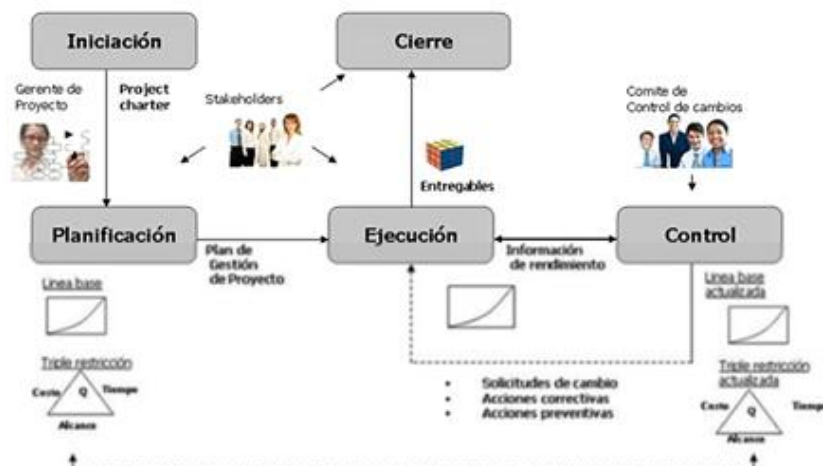 Iniciación
Cierre
Gerente de
Proyecto
Project
charter
Stakeholders
Comite de
Control de cambios
Entregables
Planificación
Ejecución
Control
Plan de
Gestión
de Proyecto
Información
de rendimiento
Linea base
Linea base
actualizada
Triple restricción
Costo
Q
Tiempo
Alcance
• Solicitudes de cambio
• Acciones correctivas
• Acciones preventivas
Triple restricción
actualizada
Costo
Q
Tiempo
Alcance